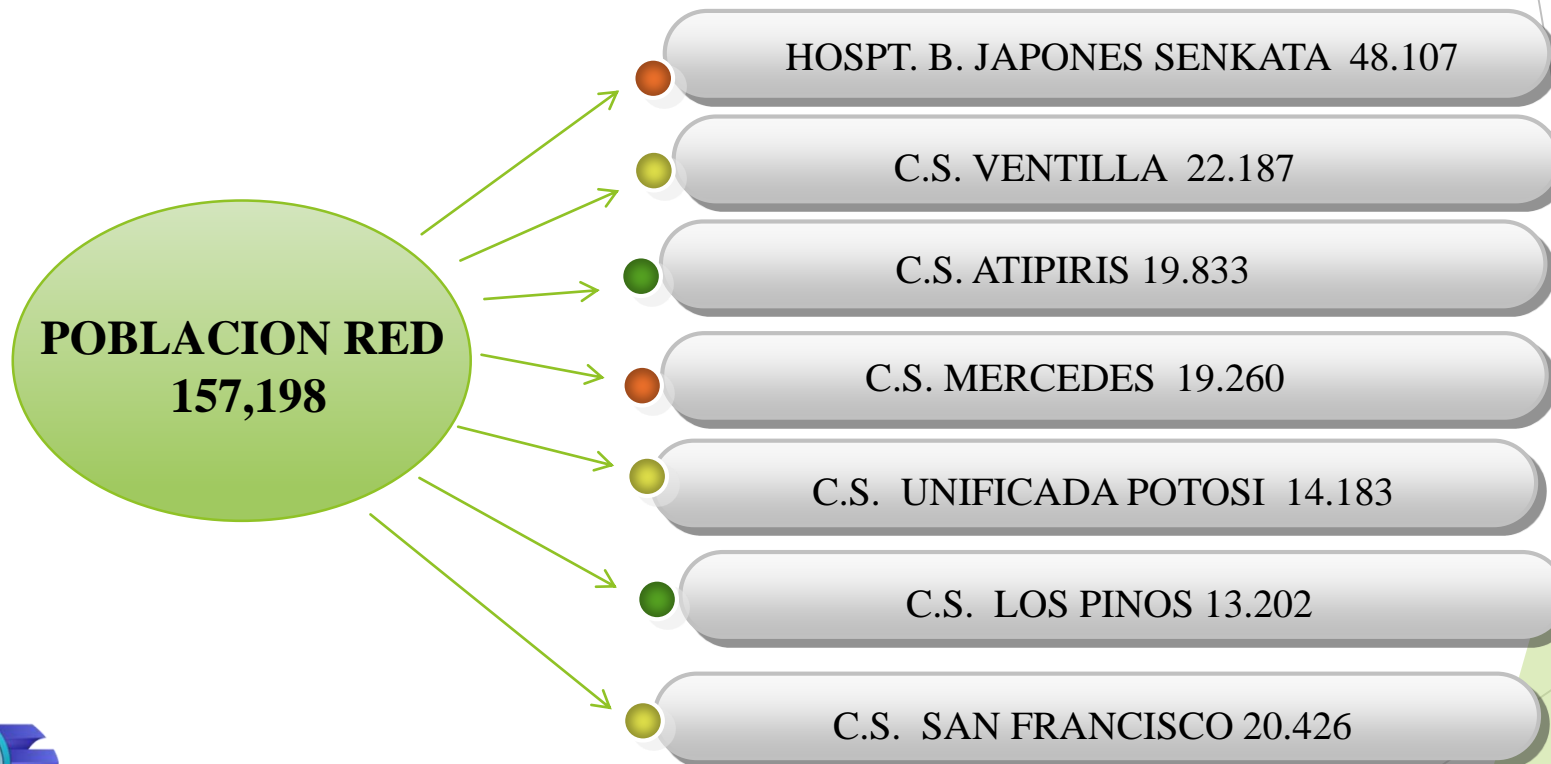 HOSPT. B. JAPONES SENKATA 48.107
C.S. VENTILLA 22.187
C.S. ATIPIRIS 19.833
POBLACION RED
157,198
C.S. MERCEDES 19.260
C.S. UNIFICADA POTOSI 14.183
C.S. LOS PINOS 13.202
C.S. SAN FRANCISCO 20.426